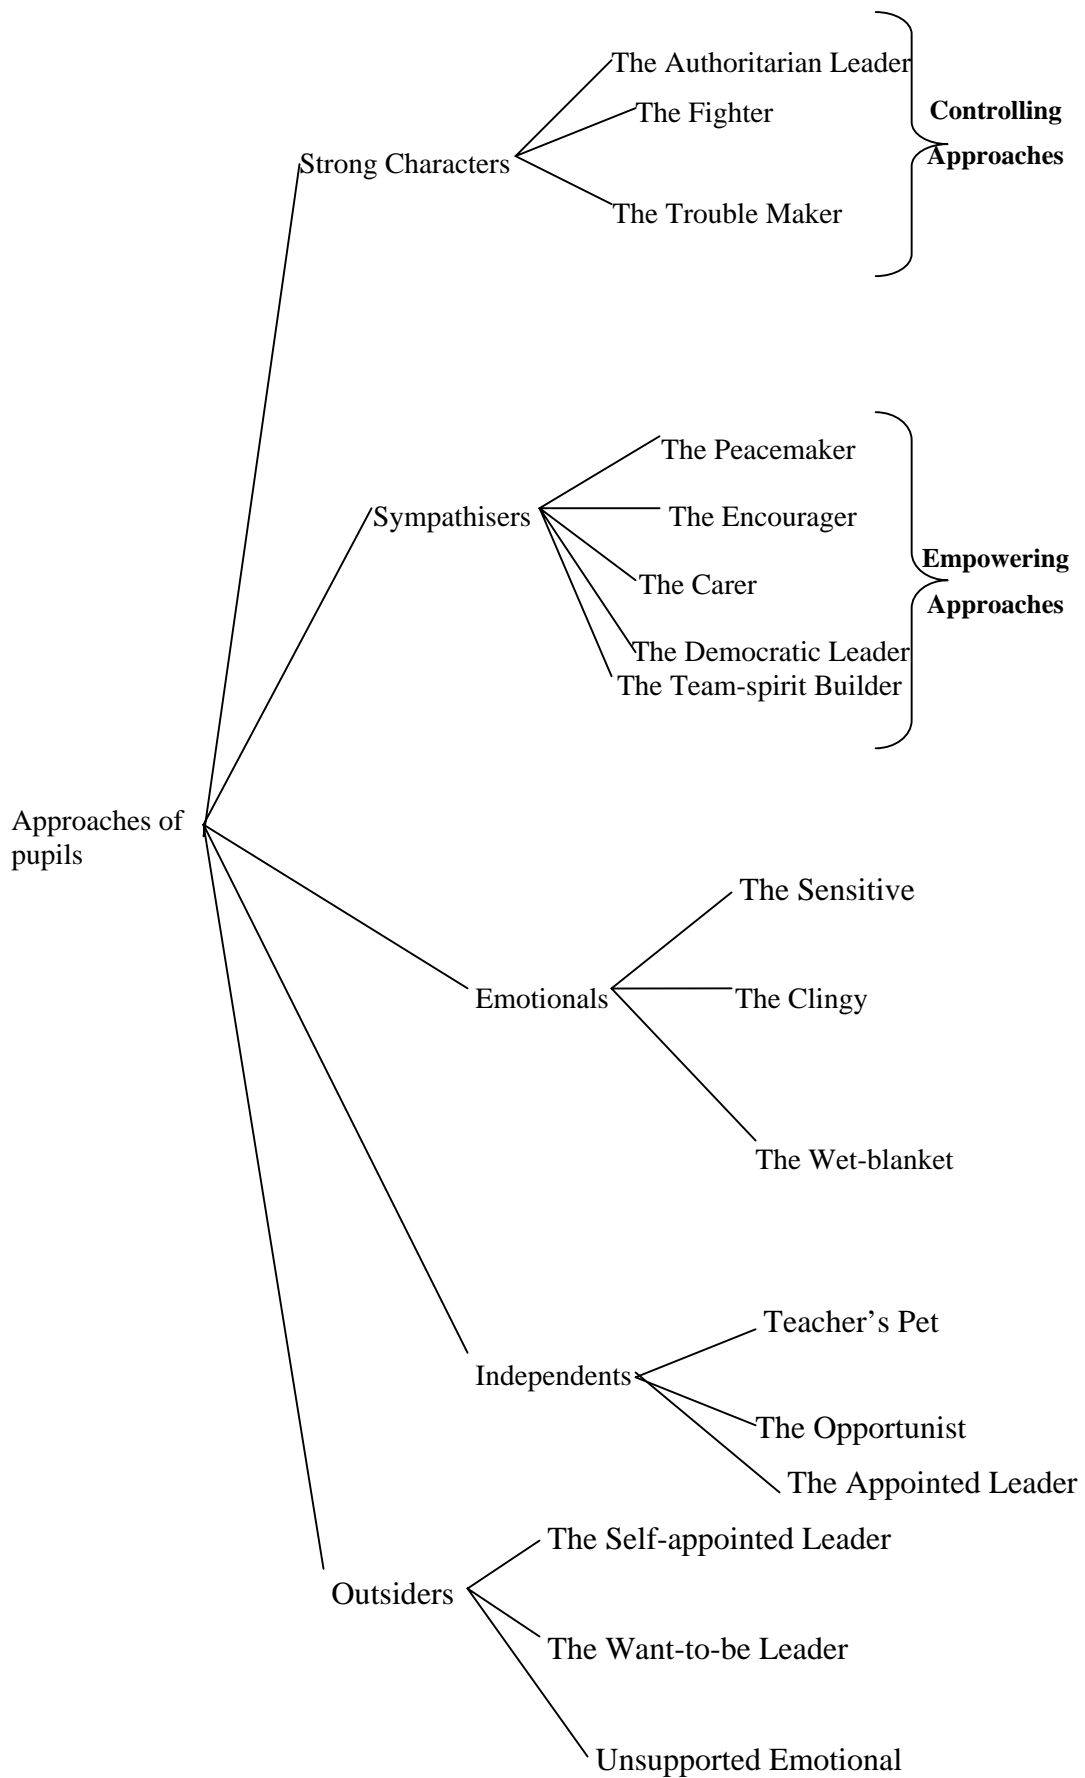 The Authoritarian Leader
The Fighter
Strong Characters
The Trouble Maker
Controlling
Approaches
The Peacemaker
Sympathisers
The Encourager
The Carer
The Democratic Leader
The Team-spirit Builder
Empowering
Approaches
Approaches of
pupils
The Sensitive
Emotionals
The Clingy
The Wet-blanket
Teacher’s Pet
Independents
The Opportunist
The Appointed Leader
The Self-appointed Leader
Outsiders
The Want-to-be Leader
Unsupported Emotional